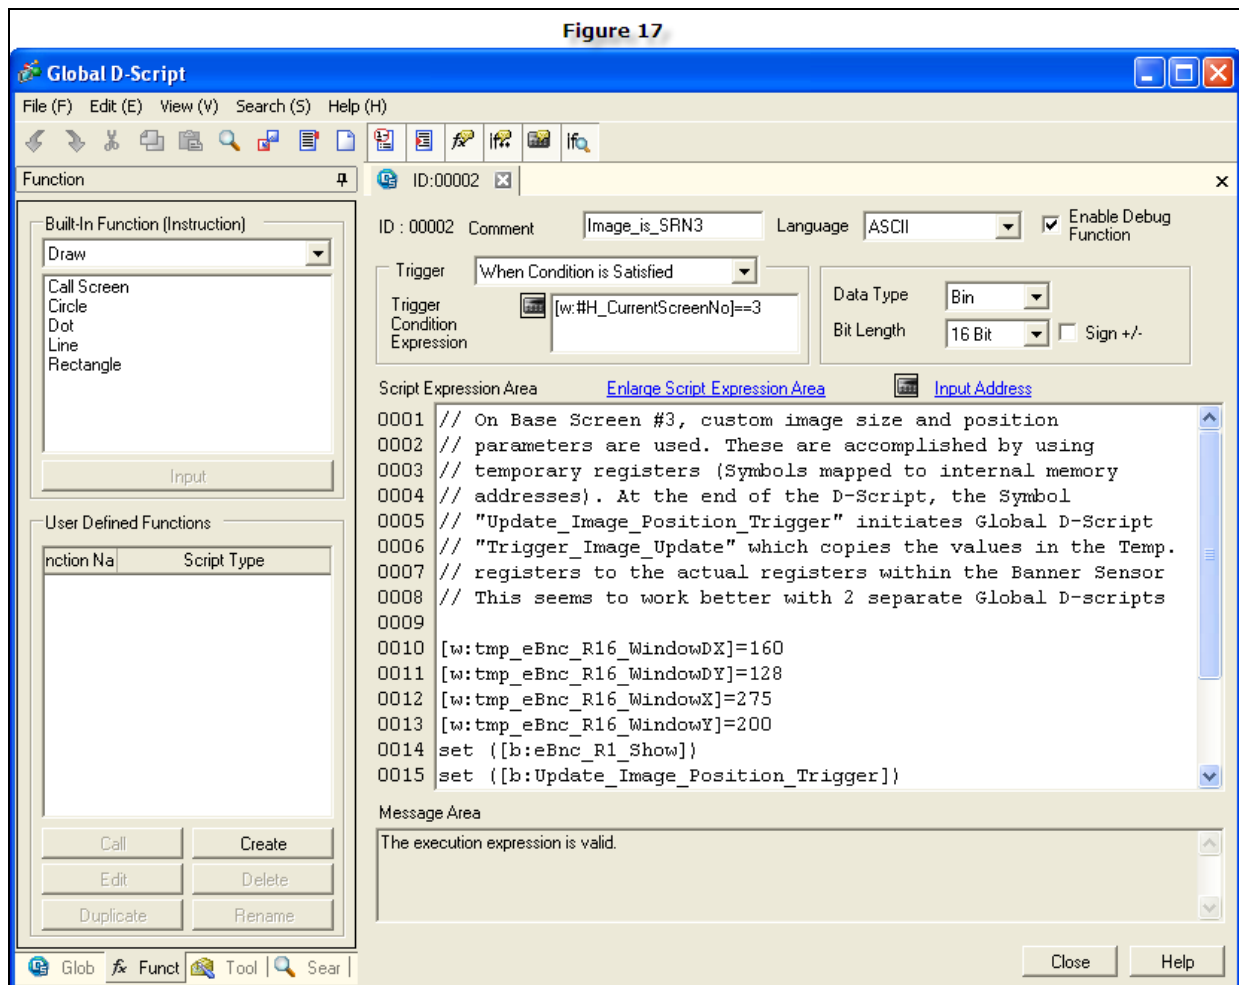 Figure 17
Global D-Script
File (F) Edit (E) View (V) Search (S) Help (H)
Function
ID:00002
Built-In Function (Instruction)
Draw
Call Screen
Circle
Dot
Line
Rectangle
Input
User Defined Functions
nction Na Script Type
Call Create
Edit Delete
Duplicate Rename
Glob fx Funct Tool Sear
ID : 00002 Comment Image_is_SRN3 Language ASCII Enable Debug Function
Trigger When Condition is Satisfied
Trigger Condition Expression [w:#H_CurrentScreenNo]==3
Data Type Bin
Bit Length 16 Bit Sign +/-
Script Expression Area Enlarge Script Expression Area Input Address
0001 // On Base Screen #3, custom image size and position
0002 // parameters are used. These are accomplished by using
0003 // temporary registers (Symbols mapped to internal memory
0004 // addresses). At the end of the D-Script, the Symbol
0005 // "Update_Image_Position_Trigger" initiates Global D-Script
0006 // "Trigger_Image_Update" which copies the values in the Temp.
0007 // registers to the actual registers within the Banner Sensor
0008 // This seems to work better with 2 separate Global D-scripts
0009
0010 [w:tmp_eBnc_R16_WindowDX]=160
0011 [w:tmp_eBnc_R16_WindowDY]=128
0012 [w:tmp_eBnc_R16_WindowX]=275
0013 [w:tmp_eBnc_R16_WindowY]=200
0014 set ([b:eBnc_R1_Show])
0015 set ([b:Update_Image_Position_Trigger])
Message Area
The execution expression is valid.
Close Help